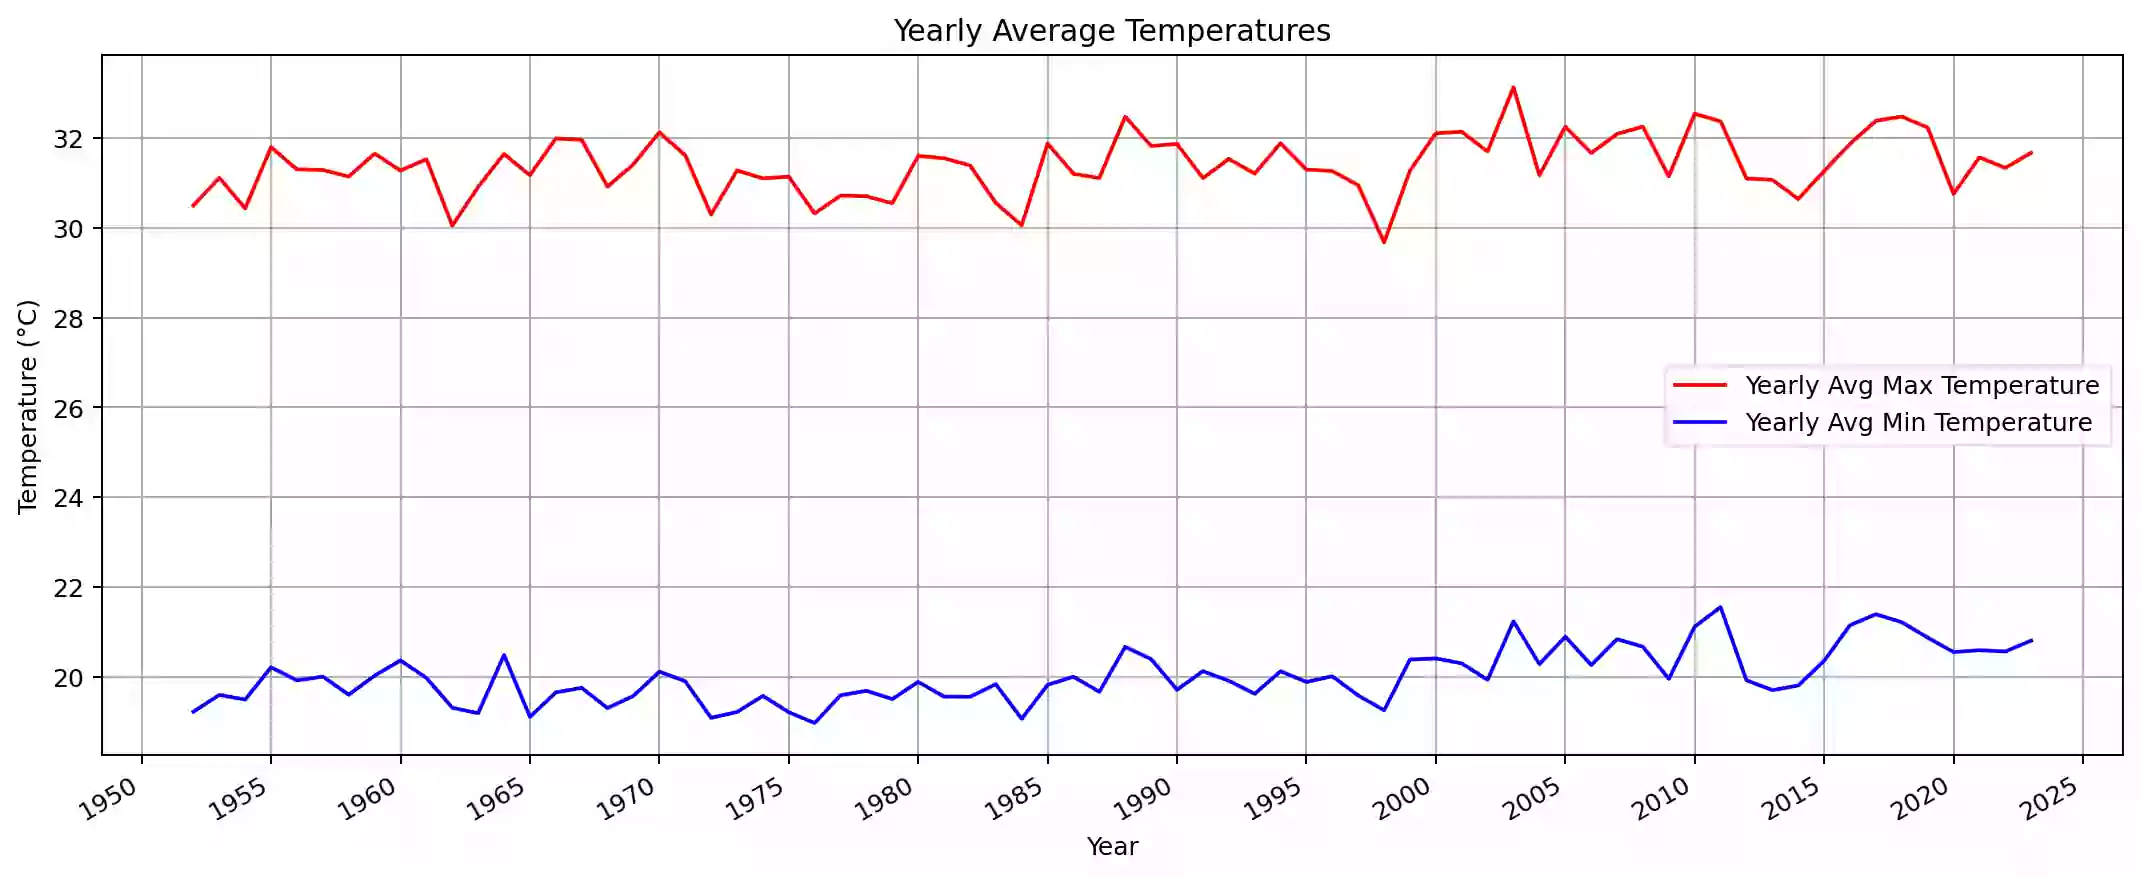 Yearly Average Temperatures
Temperature (°C)
32
30
28
26
24
22
20
Yearly Avg Max Temperature
Yearly Avg Min Temperature
1950 1955 1960 1965 1970 1975 1980 1985 1990 1995 2000 2005 2010 2015 2020 2025
Year